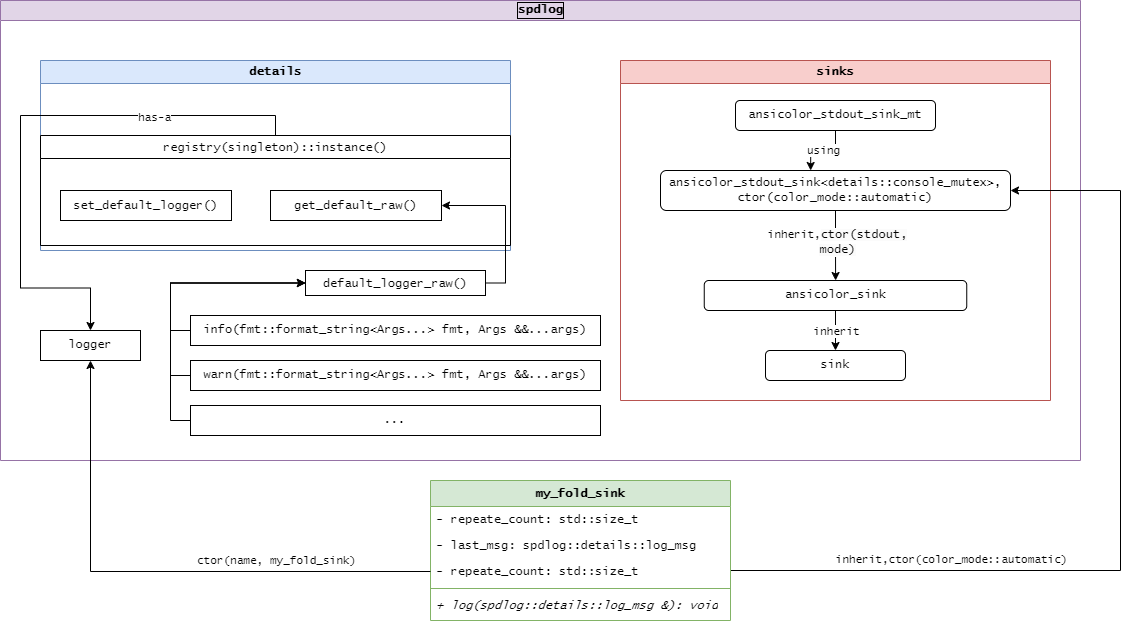 spdlog
details
has-a
registry(singleton)::instance()
set_default_logger()
get_default_raw()
default_logger_raw()
info(fmt::format_string<Args...> fmt, Args &&...args)
warn(fmt::format_string<Args...> fmt, Args &&...args)
...
logger
sinks
ansicolor_stdout_sink_mt
using
ansicolor_stdout_sink<details::console_mutex>,
ctor(color_mode::automatic)
inherit,ctor(stdout,
mode)
ansicolor_sink
inherit
sink
my_fold_sink
- repeate_count: std::size_t
- last_msg: spdlog::details::log_msg
- repeate_count: std::size_t
+ log(spdlog::details::log_msg &): void
ctor(name, my_fold_sink)
inherit,ctor(color_mode::automatic)